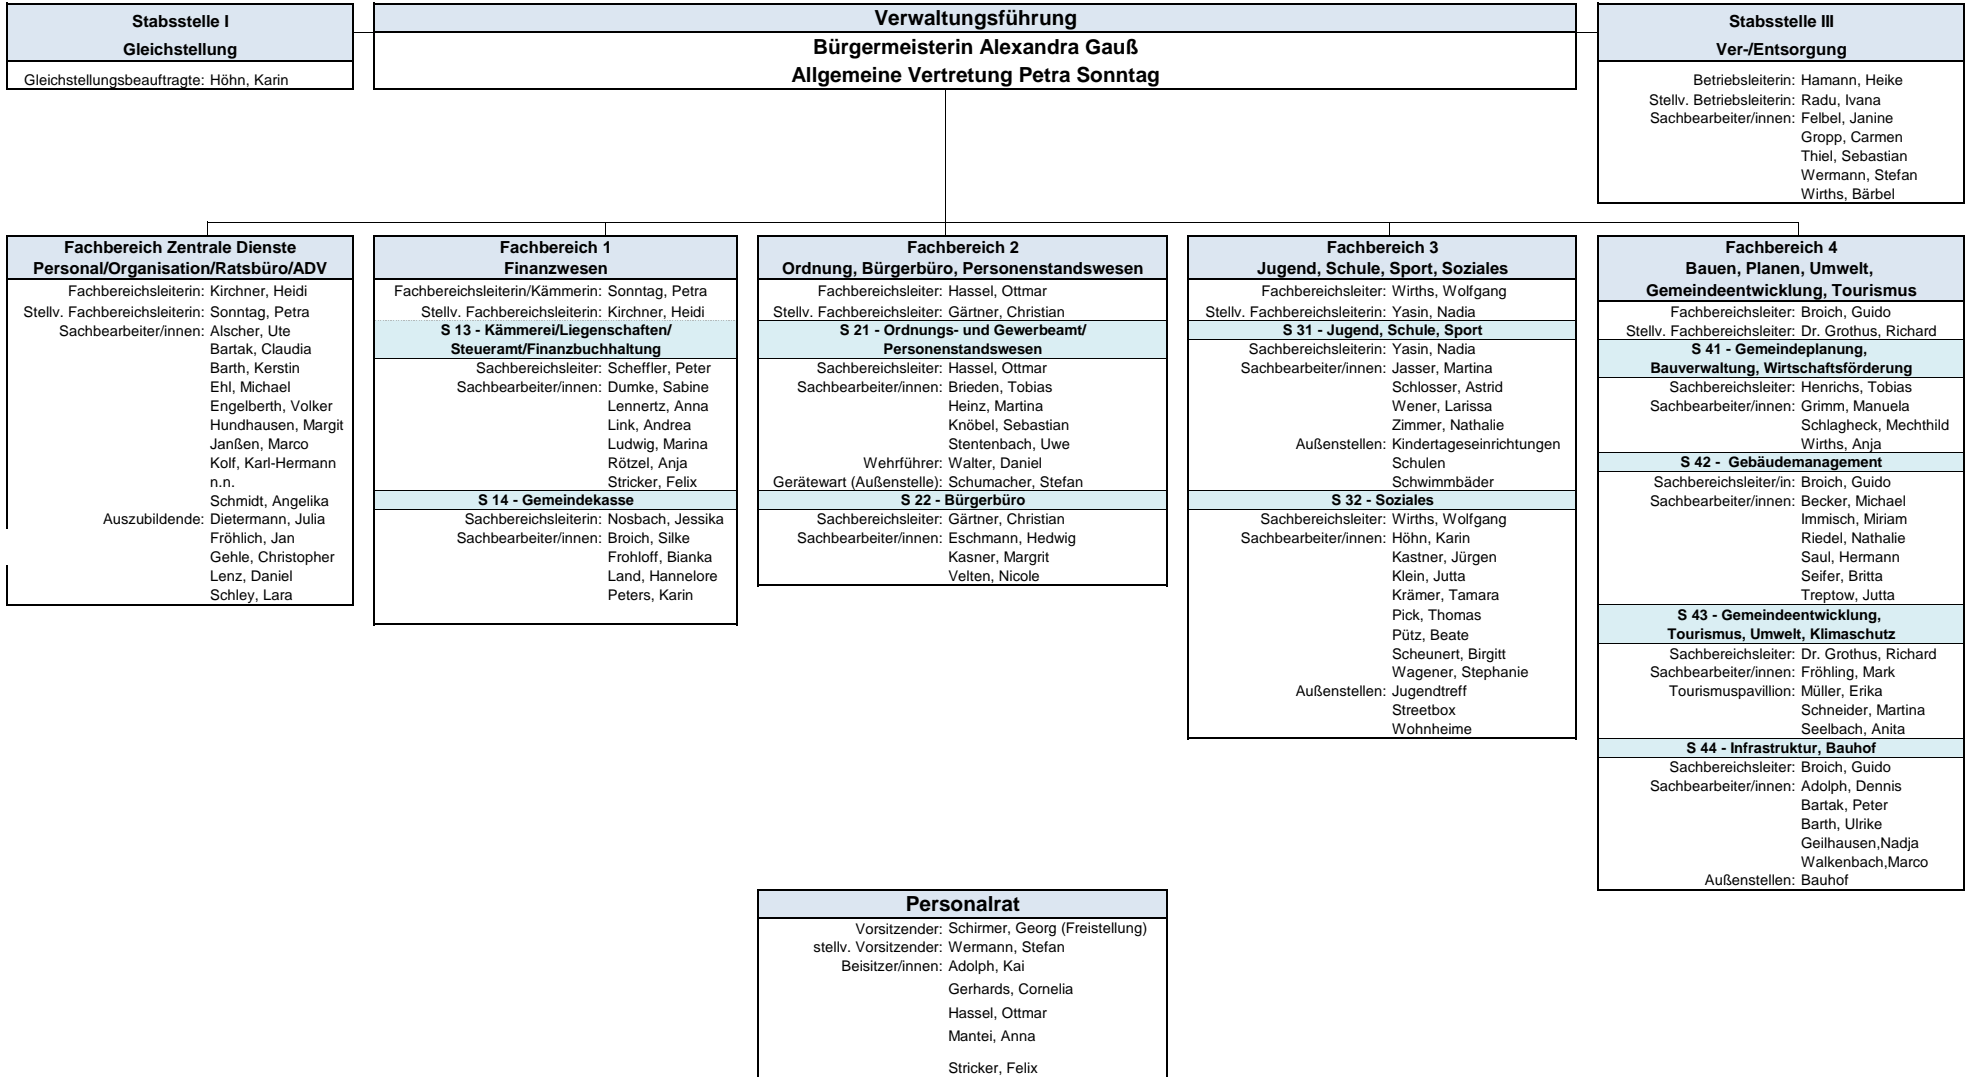 Stabsstelle I
Gleichstellung
Gleichstellungsbeauftragte: Höhn, Karin
Verwaltungsführung
Bürgermeisterin Alexandra Gauß
Allgemeine Vertretung Petra Sonntag
Stabsstelle III
Ver-/Entsorgung
Betriebsleiterin: Hamann, Heike
Stellv. Betriebsleiterin: Radu, Ivana
Sachbearbeiter/innen: Felbel, Janine
Gropp, Carmen
Thiel, Sebastian
Wermann, Stefan
Wirths, Bärbel
Fachbereich Zentrale Dienste
Personal/Organisation/Ratsbüro/ADV
Fachbereichsleiterin: Kirchner, Heidi
Stellv. Fachbereichsleiterin: Sonntag, Petra
Sachbearbeiter/innen: Alscher, Ute
Bartak, Claudia
Barth, Kerstin
Ehl, Michael
Engelberth, Volker
Hundhausen, Margit
Janßen, Marco
Kolf, Karl-Hermann
n.n.
Schmidt, Angelika
Auszubildende: Dietermann, Julia
Fröhlich, Jan
Gehle, Christopher
Lenz, Daniel
Schley, Lara
Fachbereich 1
Finanzwesen
Fachbereichsleiterin/Kämmerin: Sonntag, Petra
Stellv. Fachbereichsleiterin: Kirchner, Heidi
S 13 - Kämmerei/Liegenschaften/
Steueramt/Finanzbuchhaltung
Sachbereichsleiter: Scheffler, Peter
Sachbearbeiter/innen: Dumke, Sabine
Lennertz, Anna
Link, Andrea
Ludwig, Marina
Rötzel, Anja
Stricker, Felix
S 14 - Gemeindekasse
Sachbereichsleiterin: Nosbach, Jessika
Sachbearbeiter/innen: Broich, Silke
Frohloff, Bianka
Land, Hannelore
Peters, Karin
Fachbereich 2
Ordnung, Bürgerbüro, Personenstandswesen
Fachbereichsleiter: Hassel, Ottmar
Stellv. Fachbereichsleiter: Gärtner, Christian
S 21 - Ordnungs- und Gewerbeamt/
Personenstandswesen
Sachbereichsleiter: Hassel, Ottmar
Sachbearbeiter/innen: Brieden, Tobias
Heinz, Martina
Knöbel, Sebastian
Stentenbach, Uwe
Wehrführer: Walter, Daniel
Gerätewart (Außenstelle): Schumacher, Stefan
S 22 - Bürgerbüro
Sachbereichsleiter: Gärtner, Christian
Sachbearbeiter/innen: Eschmann, Hedwig
Kasner, Margrit
Velten, Nicole
Fachbereich 3
Jugend, Schule, Sport, Soziales
Fachbereichsleiter: Wirths, Wolfgang
Stellv. Fachbereichsleiterin: Yasin, Nadia
S 31 - Jugend, Schule, Sport
Sachbereichsleiterin: Yasin, Nadia
Sachbearbeiter/innen: Jasser, Martina
Schlosser, Astrid
Wener, Larissa
Zimmer, Nathalie
Außenstellen: Kindertageseinrichtungen
Schulen
Schwimmbäder
S 32 - Soziales
Sachbereichsleiter: Wirths, Wolfgang
Sachbearbeiter/innen: Höhn, Karin
Kastner, Jürgen
Klein, Jutta
Krämer, Tamara
Pick, Thomas
Pütz, Beate
Scheunert, Birgitt
Wagener, Stephanie
Außenstellen: Jugendtreff
Streetbox
Wohnheime
Fachbereich 4
Bauen, Planen, Umwelt,
Gemeindeentwicklung, Tourismus
Fachbereichsleiter: Broich, Guido
Stellv. Fachbereichsleiter: Dr. Grothus, Richard
S 41 - Gemeindeplanung,
Bauverwaltung, Wirtschaftsförderung
Sachbereichsleiter: Henrichs, Tobias
Sachbearbeiter/innen: Grimm, Manuela
Schlagheck, Mechthild
Wirths, Anja
S 42 - Gebäudemanagement
Sachbereichsleiter/in: Broich, Guido
Sachbearbeiter/innen: Becker, Michael
Immisch, Miriam
Riedel, Nathalie
Saul, Hermann
Seifer, Britta
Treptow, Jutta
S 43 - Gemeindeentwicklung,
Tourismus, Umwelt, Klimaschutz
Sachbereichsleiter: Dr. Grothus, Richard
Sachbearbeiter/innen: Fröhling, Mark
Tourismuspavillion: Müller, Erika
Schneider, Martina
Seelbach, Anita
S 44 - Infrastruktur, Bauhof
Sachbereichsleiter: Broich, Guido
Sachbearbeiter/innen: Adolph, Dennis
Bartak, Peter
Barth, Ulrike
Geilhausen,Nadja
Walkenbach,Marco
Außenstellen: Bauhof
Personalrat
Vorsitzender: Schirmer, Georg (Freistellung)
stellv. Vorsitzender: Wermann, Stefan
Beisitzer/innen: Adolph, Kai
Gerhards, Cornelia
Hassel, Ottmar
Mantei, Anna
Stricker, Felix